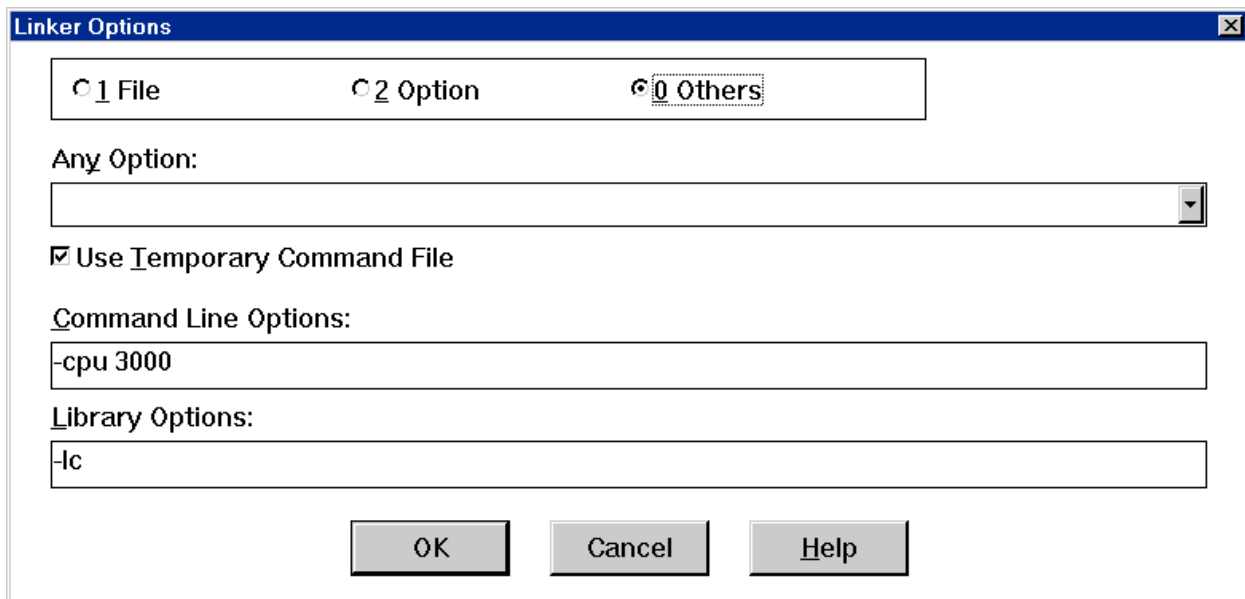 Linker Options
1 File 2 Option 0 Others
Any Option:
Use Temporary Command File
Command Line Options:
-cpu 3000
Library Options:
-lc
OK Cancel Help